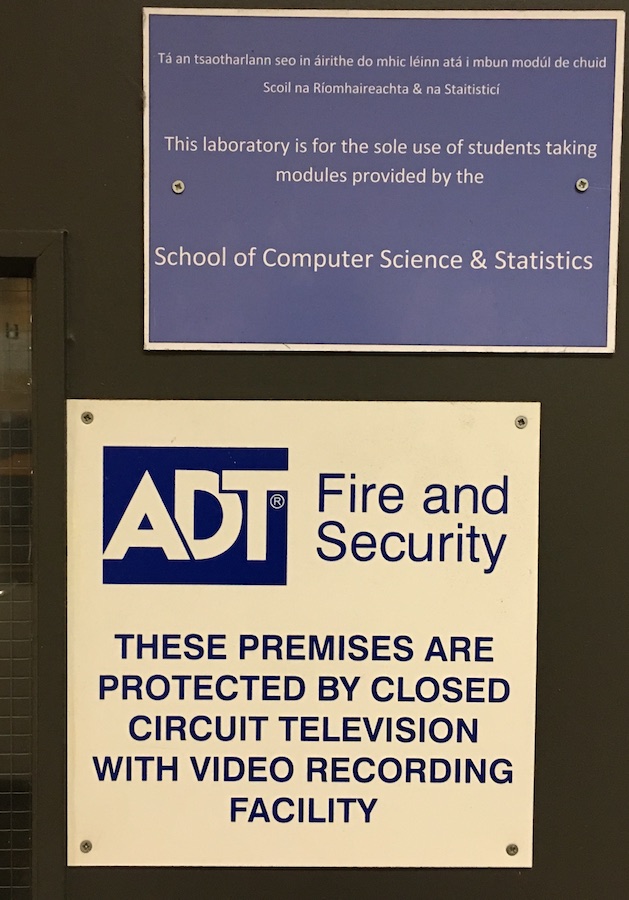 Tá an tsaotharlann seo in áirithe do mhic léinn atá i mbun modúl de chuid
Scoil na Ríomhaireachta & na Staitisticí
This laboratory is for the sole use of students taking
modules provided by the
School of Computer Science & Statistics
ADT® Fire and
Security
THESE PREMISES ARE
PROTECTED BY CLOSED
CIRCUIT TELEVISION
WITH VIDEO RECORDING
FACILITY